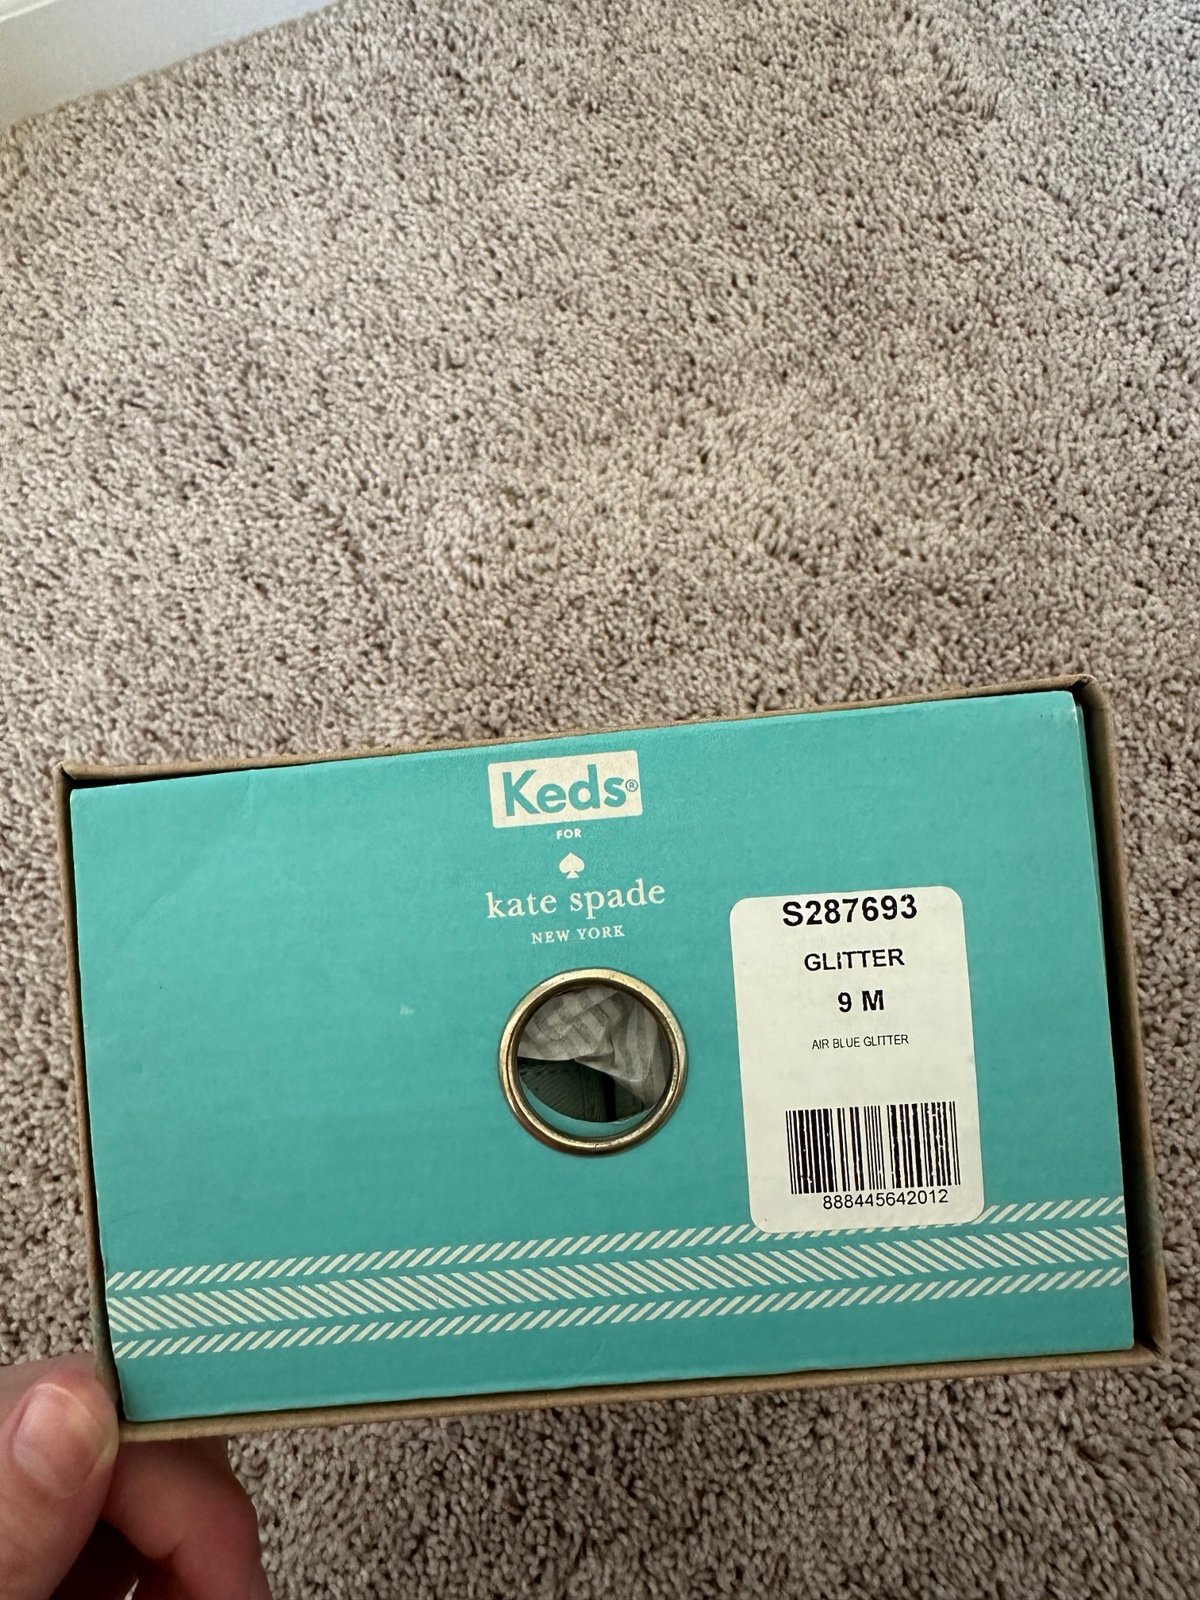 Keds®
FOR
kate spade
NEW YORK
S287693
GLITTER
9 M
AIR BLUE GLITTER
888445642012